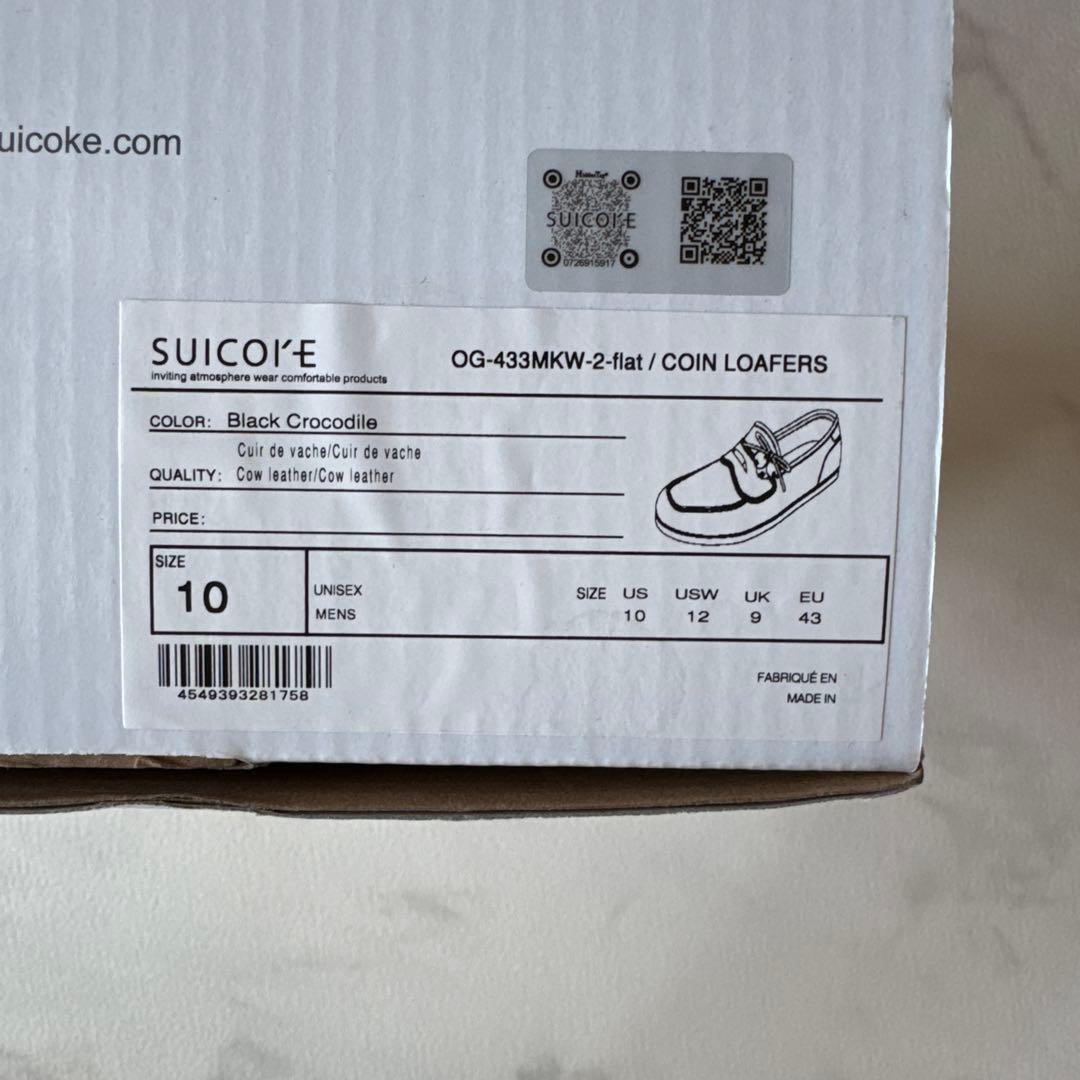 uicoke.com
HiddenTag
SUICOKE
0726915917
SUICOKE
inviting atmosphere wear comfortable products
OG-433MKW-2-flat / COIN LOAFERS
COLOR: Black Crocodile
Cuir de vache/Cuir de vache
QUALITY: Cow leather/Cow leather
PRICE:
SIZE
10
UNISEX
MENS
SIZE US USW UK EU
10 12 9 43
4549393281758
FABRIQUÉ EN
MADE IN